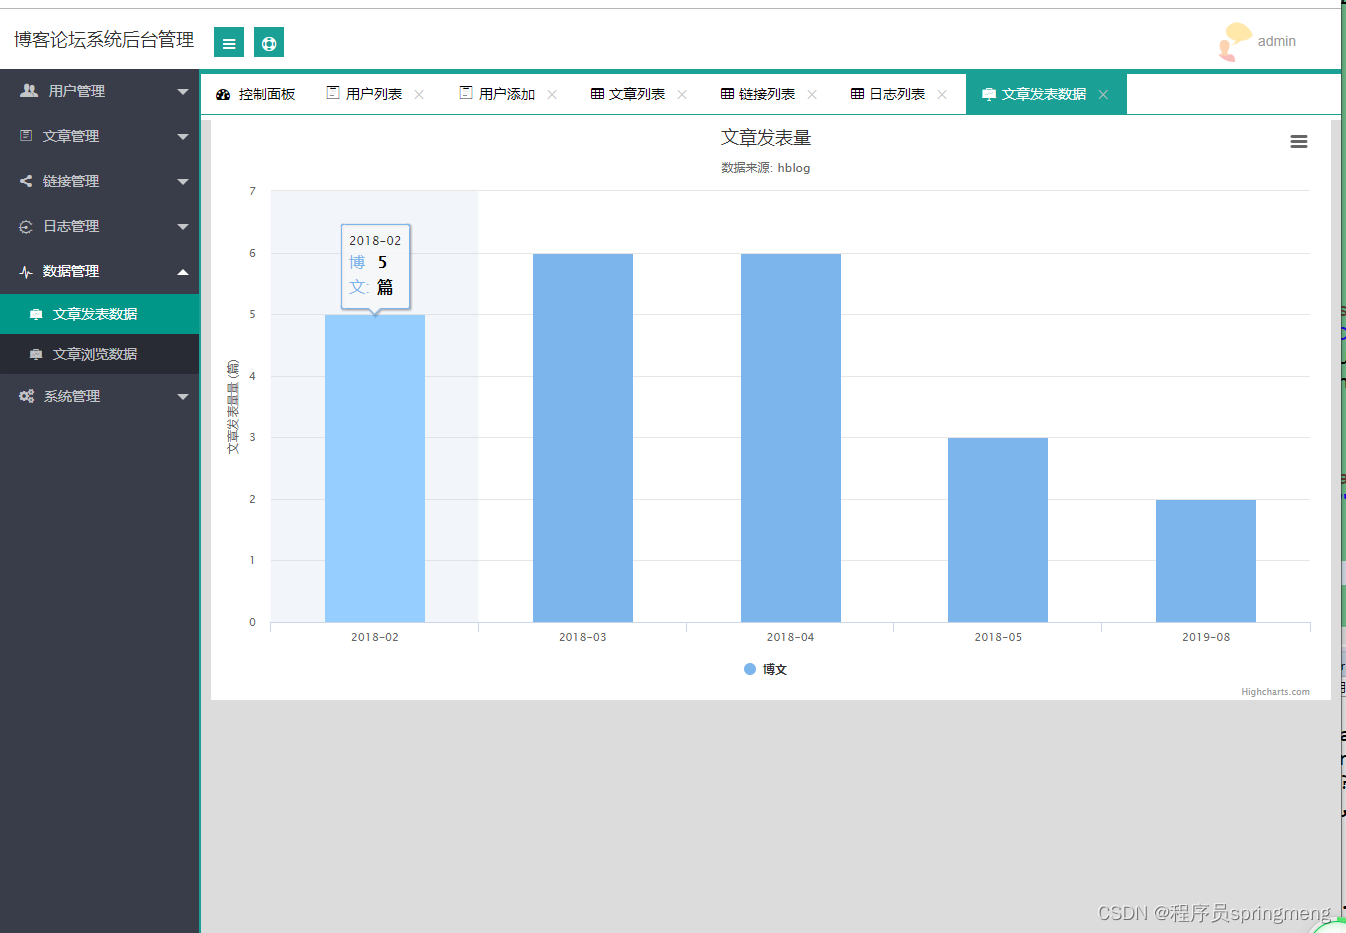 博客论坛系统后台管理
admin
用户管理
文章管理
链接管理
日志管理
数据管理
文章发表数据
文章浏览数据
系统管理
控制面板 用户列表 用户添加 文章列表 链接列表 日志列表 文章发表数据
文章发表量
数据来源: hblog
文章发表量量 (篇)
7
6
5
4
3
2
1
0
2018-02
博 5
文: 篇
2018-02 2018-03 2018-04 2018-05 2019-08
博文
Highcharts.com
CSDN @程序员springmeng